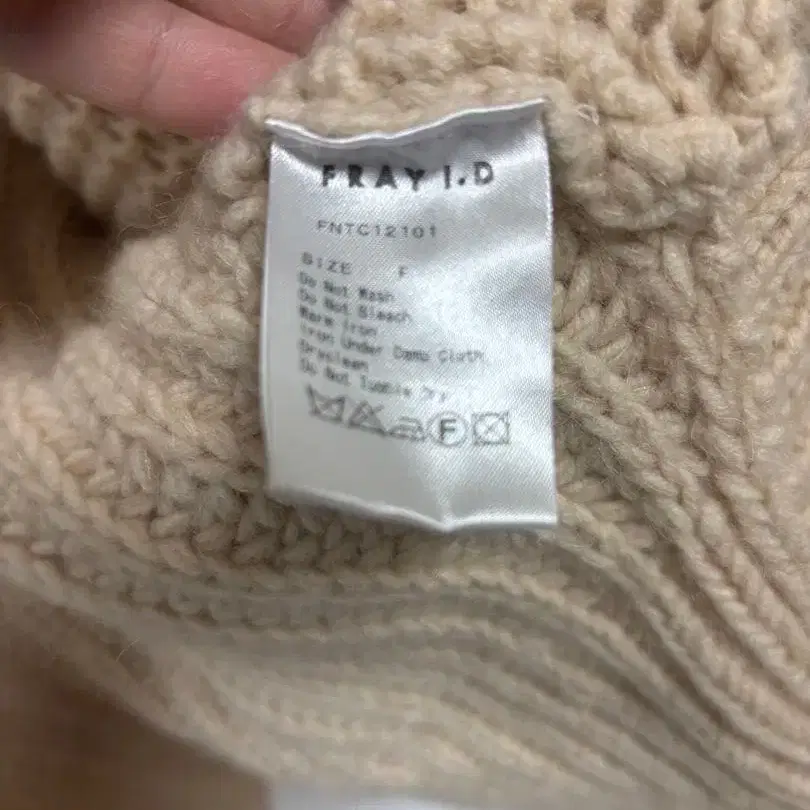 FRAY I.D
FNTC12101
SIZE F
Do Not Wash
Do Not Bleach
Warm Iron
Iron Under Damp Cloth
Dryclean
Do Not Tumble Dry
F